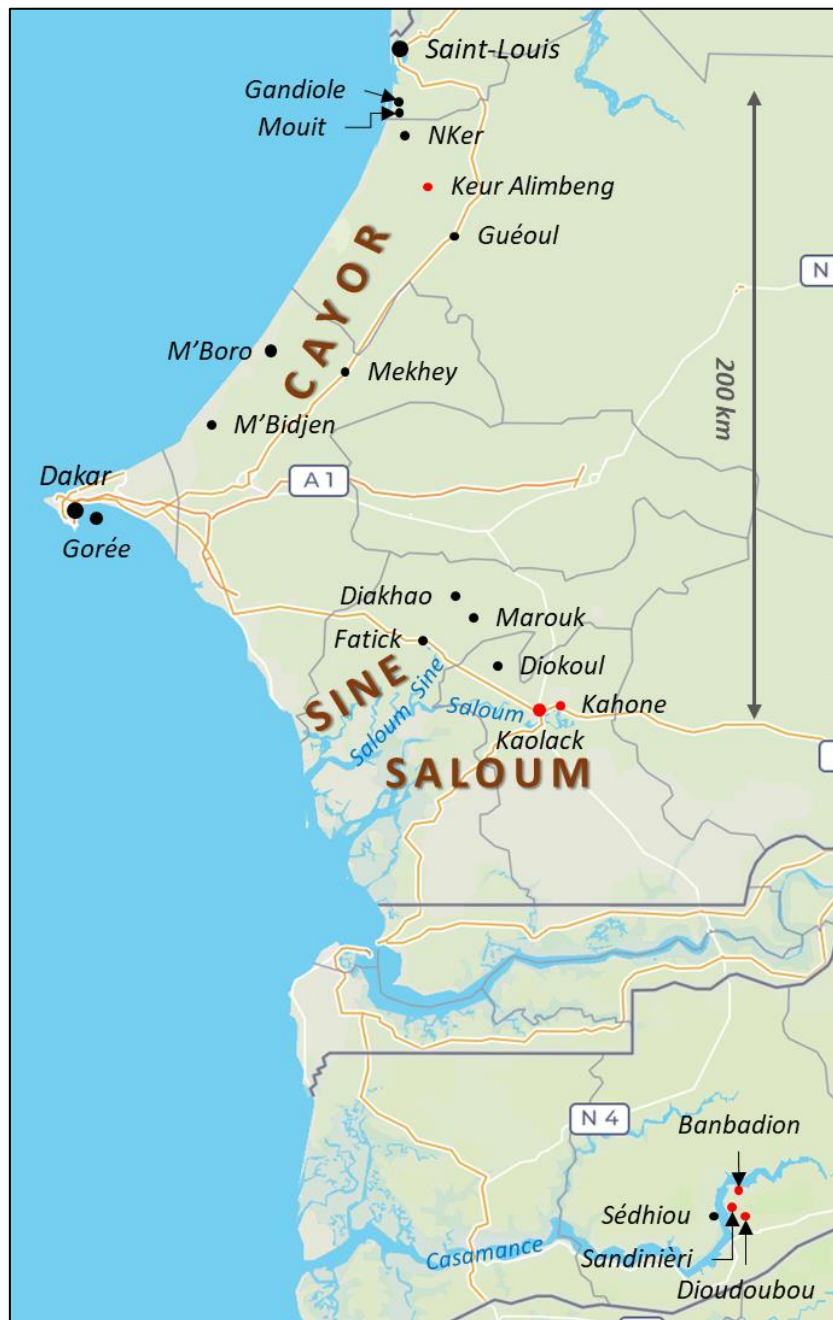 Saint-Louis
Gandiole
Mouit
NKer
Keur Alimbeng
Guéoul
CAYOR
N
M'Boro
Mekhey
200 km
M'Bidjen
Dakar
A 1
Gorée
Diakhao
Marouk
Fatick
Diokoul
SINE
Saloum Sine
Saloum
Kahone
Kaolack
SALOUM
N 4
Banbadion
Sédhiou
Casamance
Sandinièri
Dioudoubou